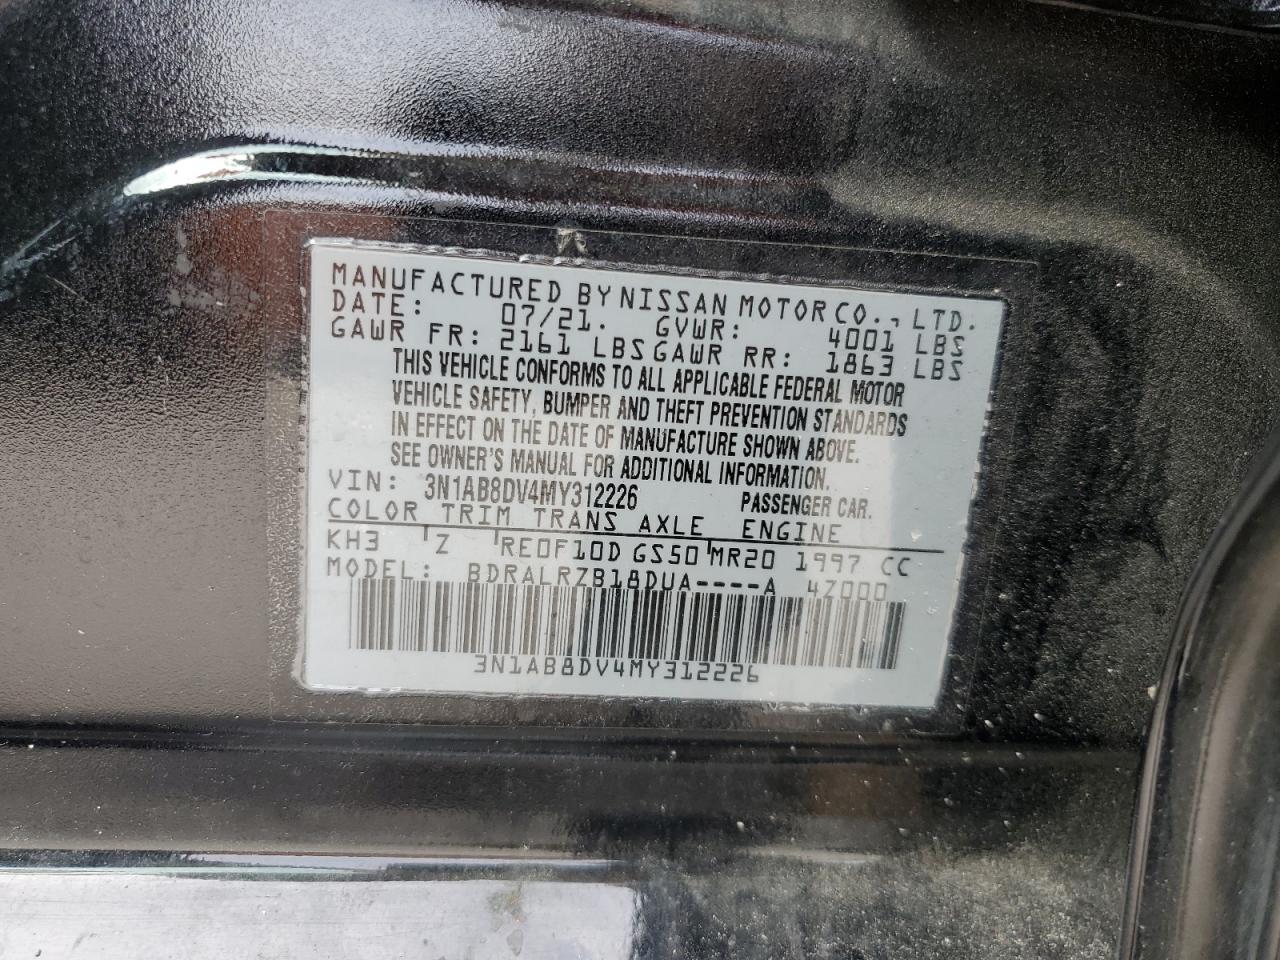 MANUFACTURED BY NISSAN MOTOR CO., LTD.
DATE: 07/21. GVWR: 4001 LBS
GAWR FR: 2161 LBS GAWR RR: 1863 LBS
THIS VEHICLE CONFORMS TO ALL APPLICABLE FEDERAL MOTOR
VEHICLE SAFETY, BUMPER AND THEFT PREVENTION STANDARDS
IN EFFECT ON THE DATE OF MANUFACTURE SHOWN ABOVE.
SEE OWNER'S MANUAL FOR ADDITIONAL INFORMATION.
VIN: 3N1AB8DV4MY312226 PASSENGER CAR.
COLOR TRIM TRANS AXLE ENGINE
KH3 Z RE0F10D GS50 MR20 1997 CC
MODEL: BDRALRZB18DUA----A 4Z000
3N1AB8DV4MY312226